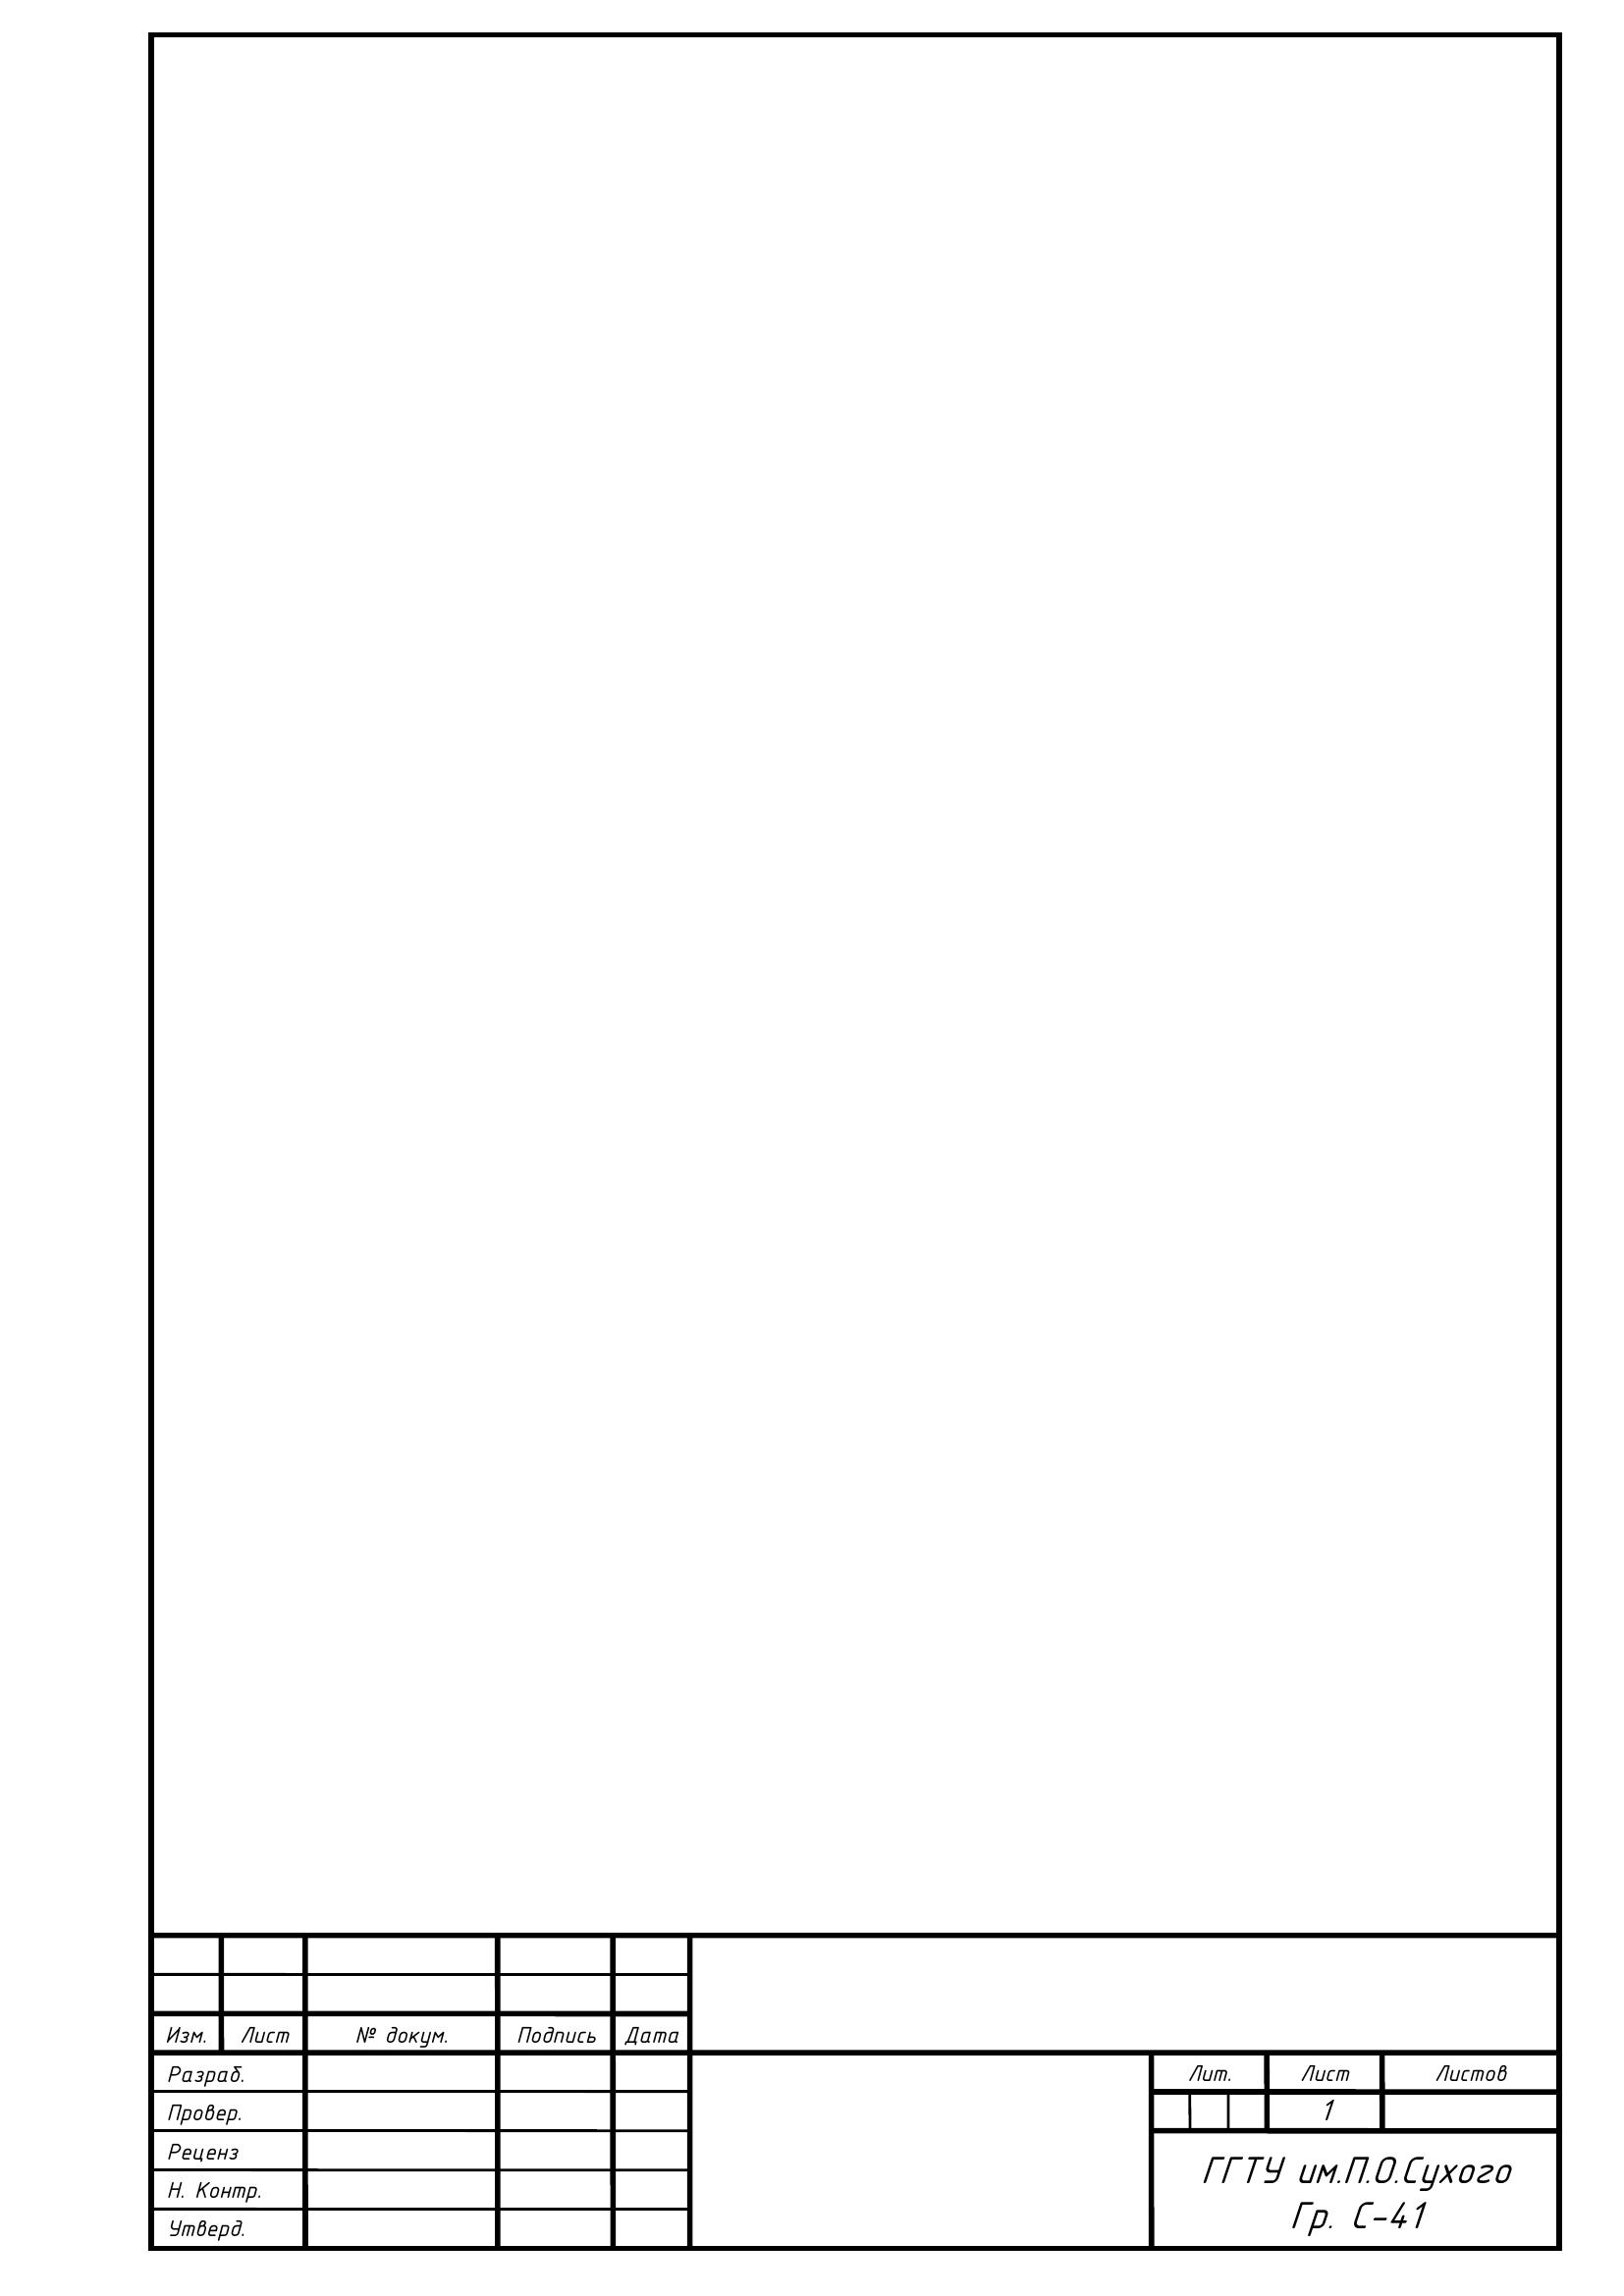 Изм. Лист № докум. Подпись Дата
Разраб. Лит. Лист Листов
Провер. 1
Реценз
Н. Контр.
Утверд.
ГГТУ им.П.О.Сухого
Гр. С-41